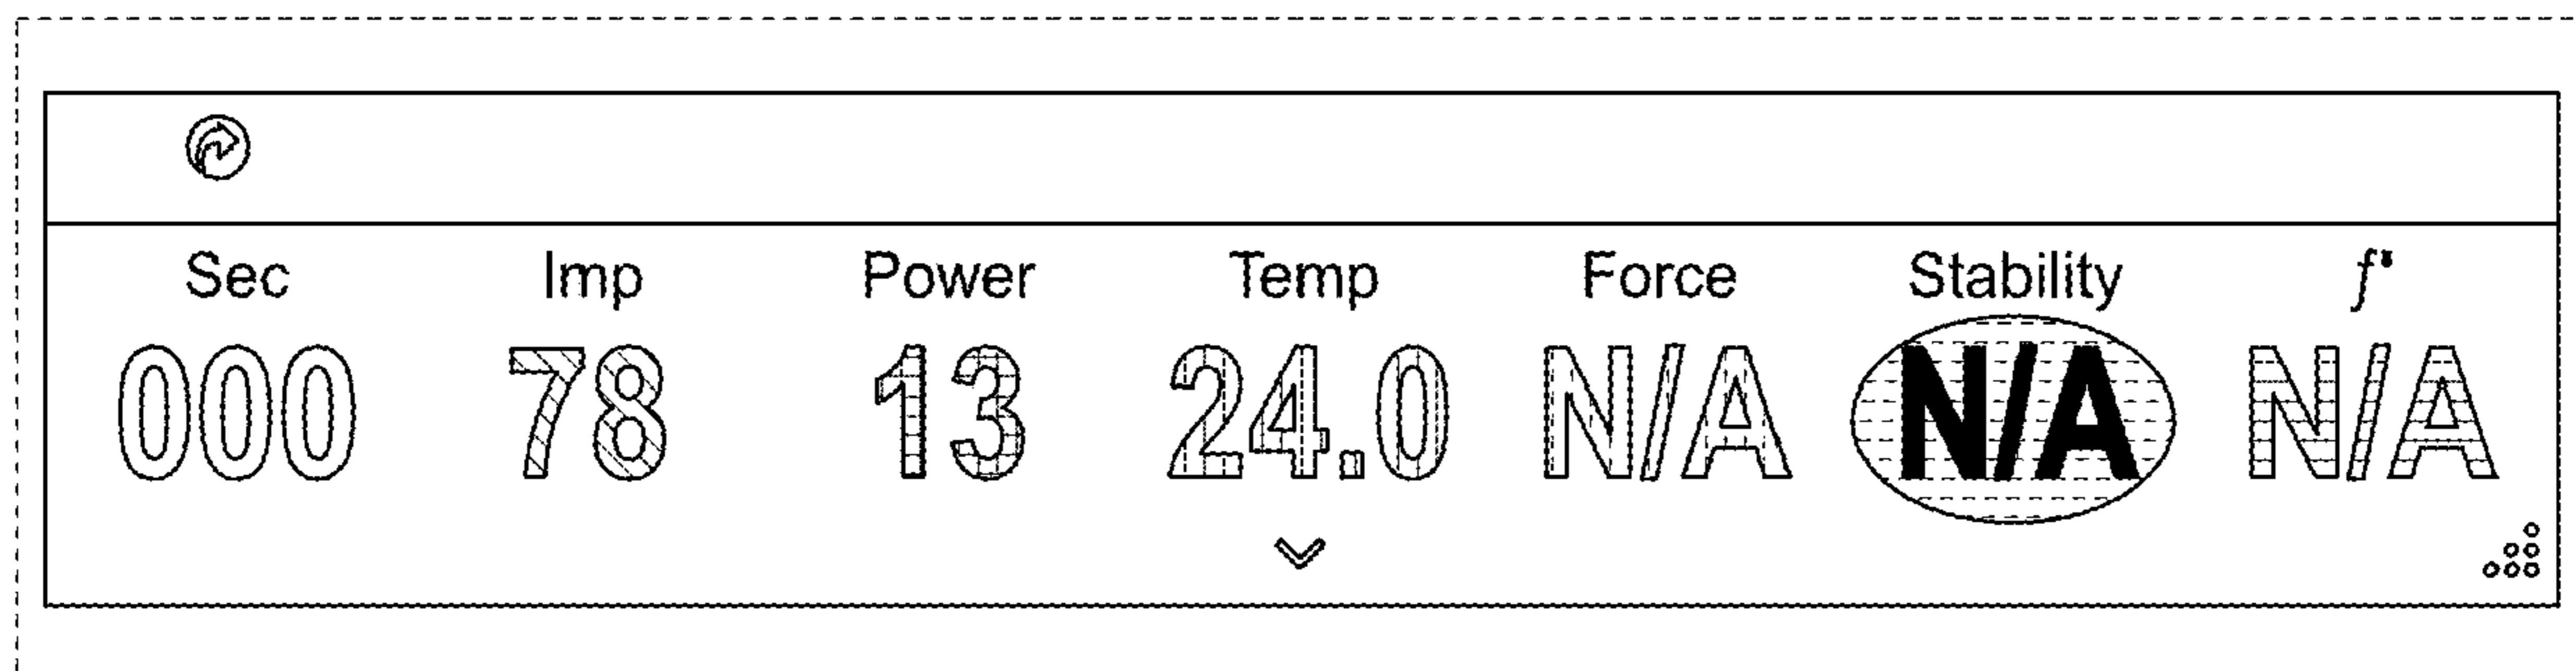 Sec Imp Power Temp Force Stability
000 78 13 24.0 N/A N/A N/A